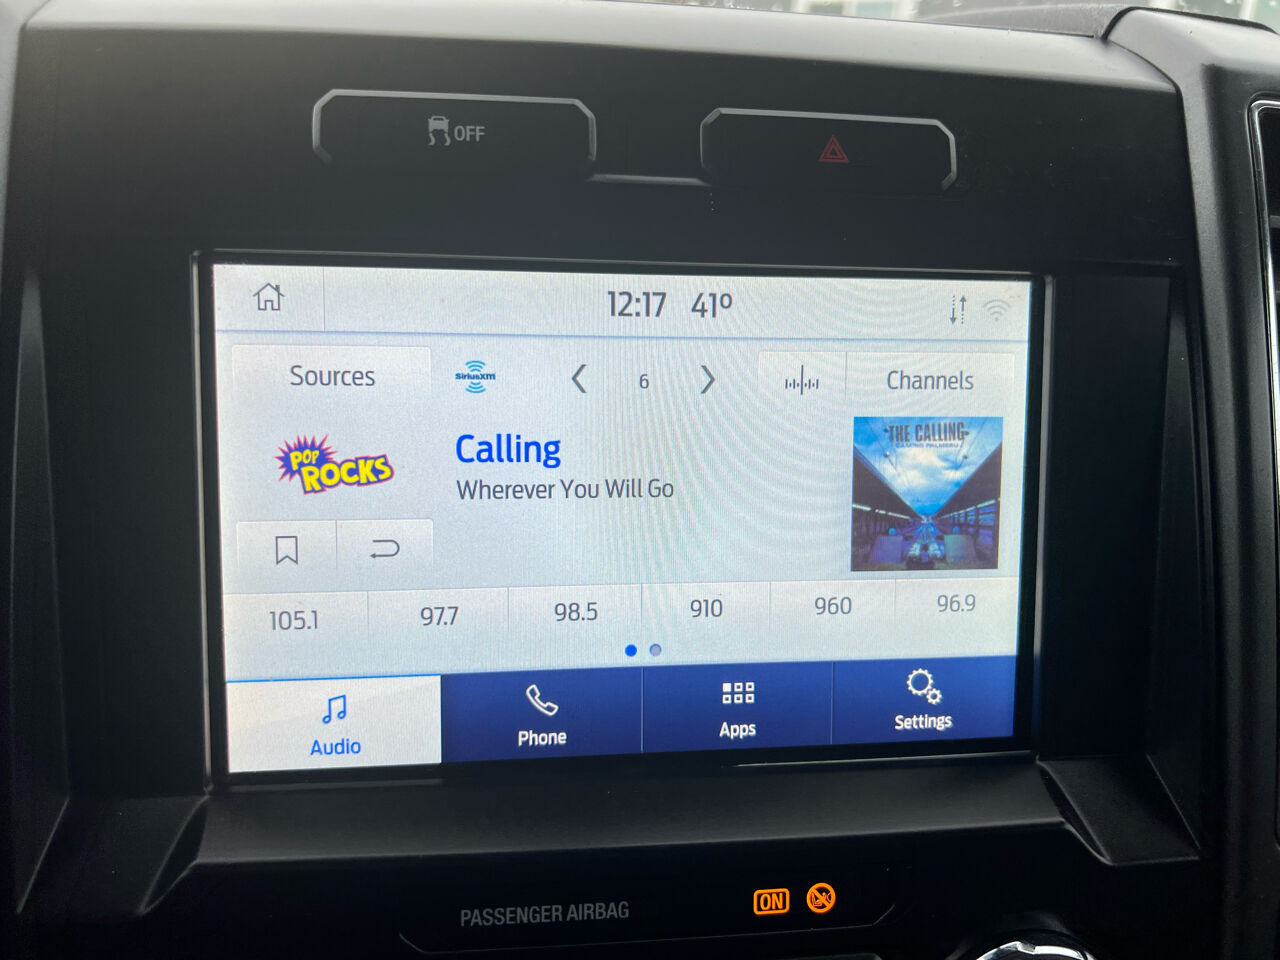 OFF
12:17 41°
Sources
SiriusXM
6
Channels
POP
ROCKS
Calling
Wherever You Will Go
THE CALLING
105.1
97.7
98.5
910
960
96.9
Audio
Phone
Apps
Settings
PASSENGER AIRBAG
ON